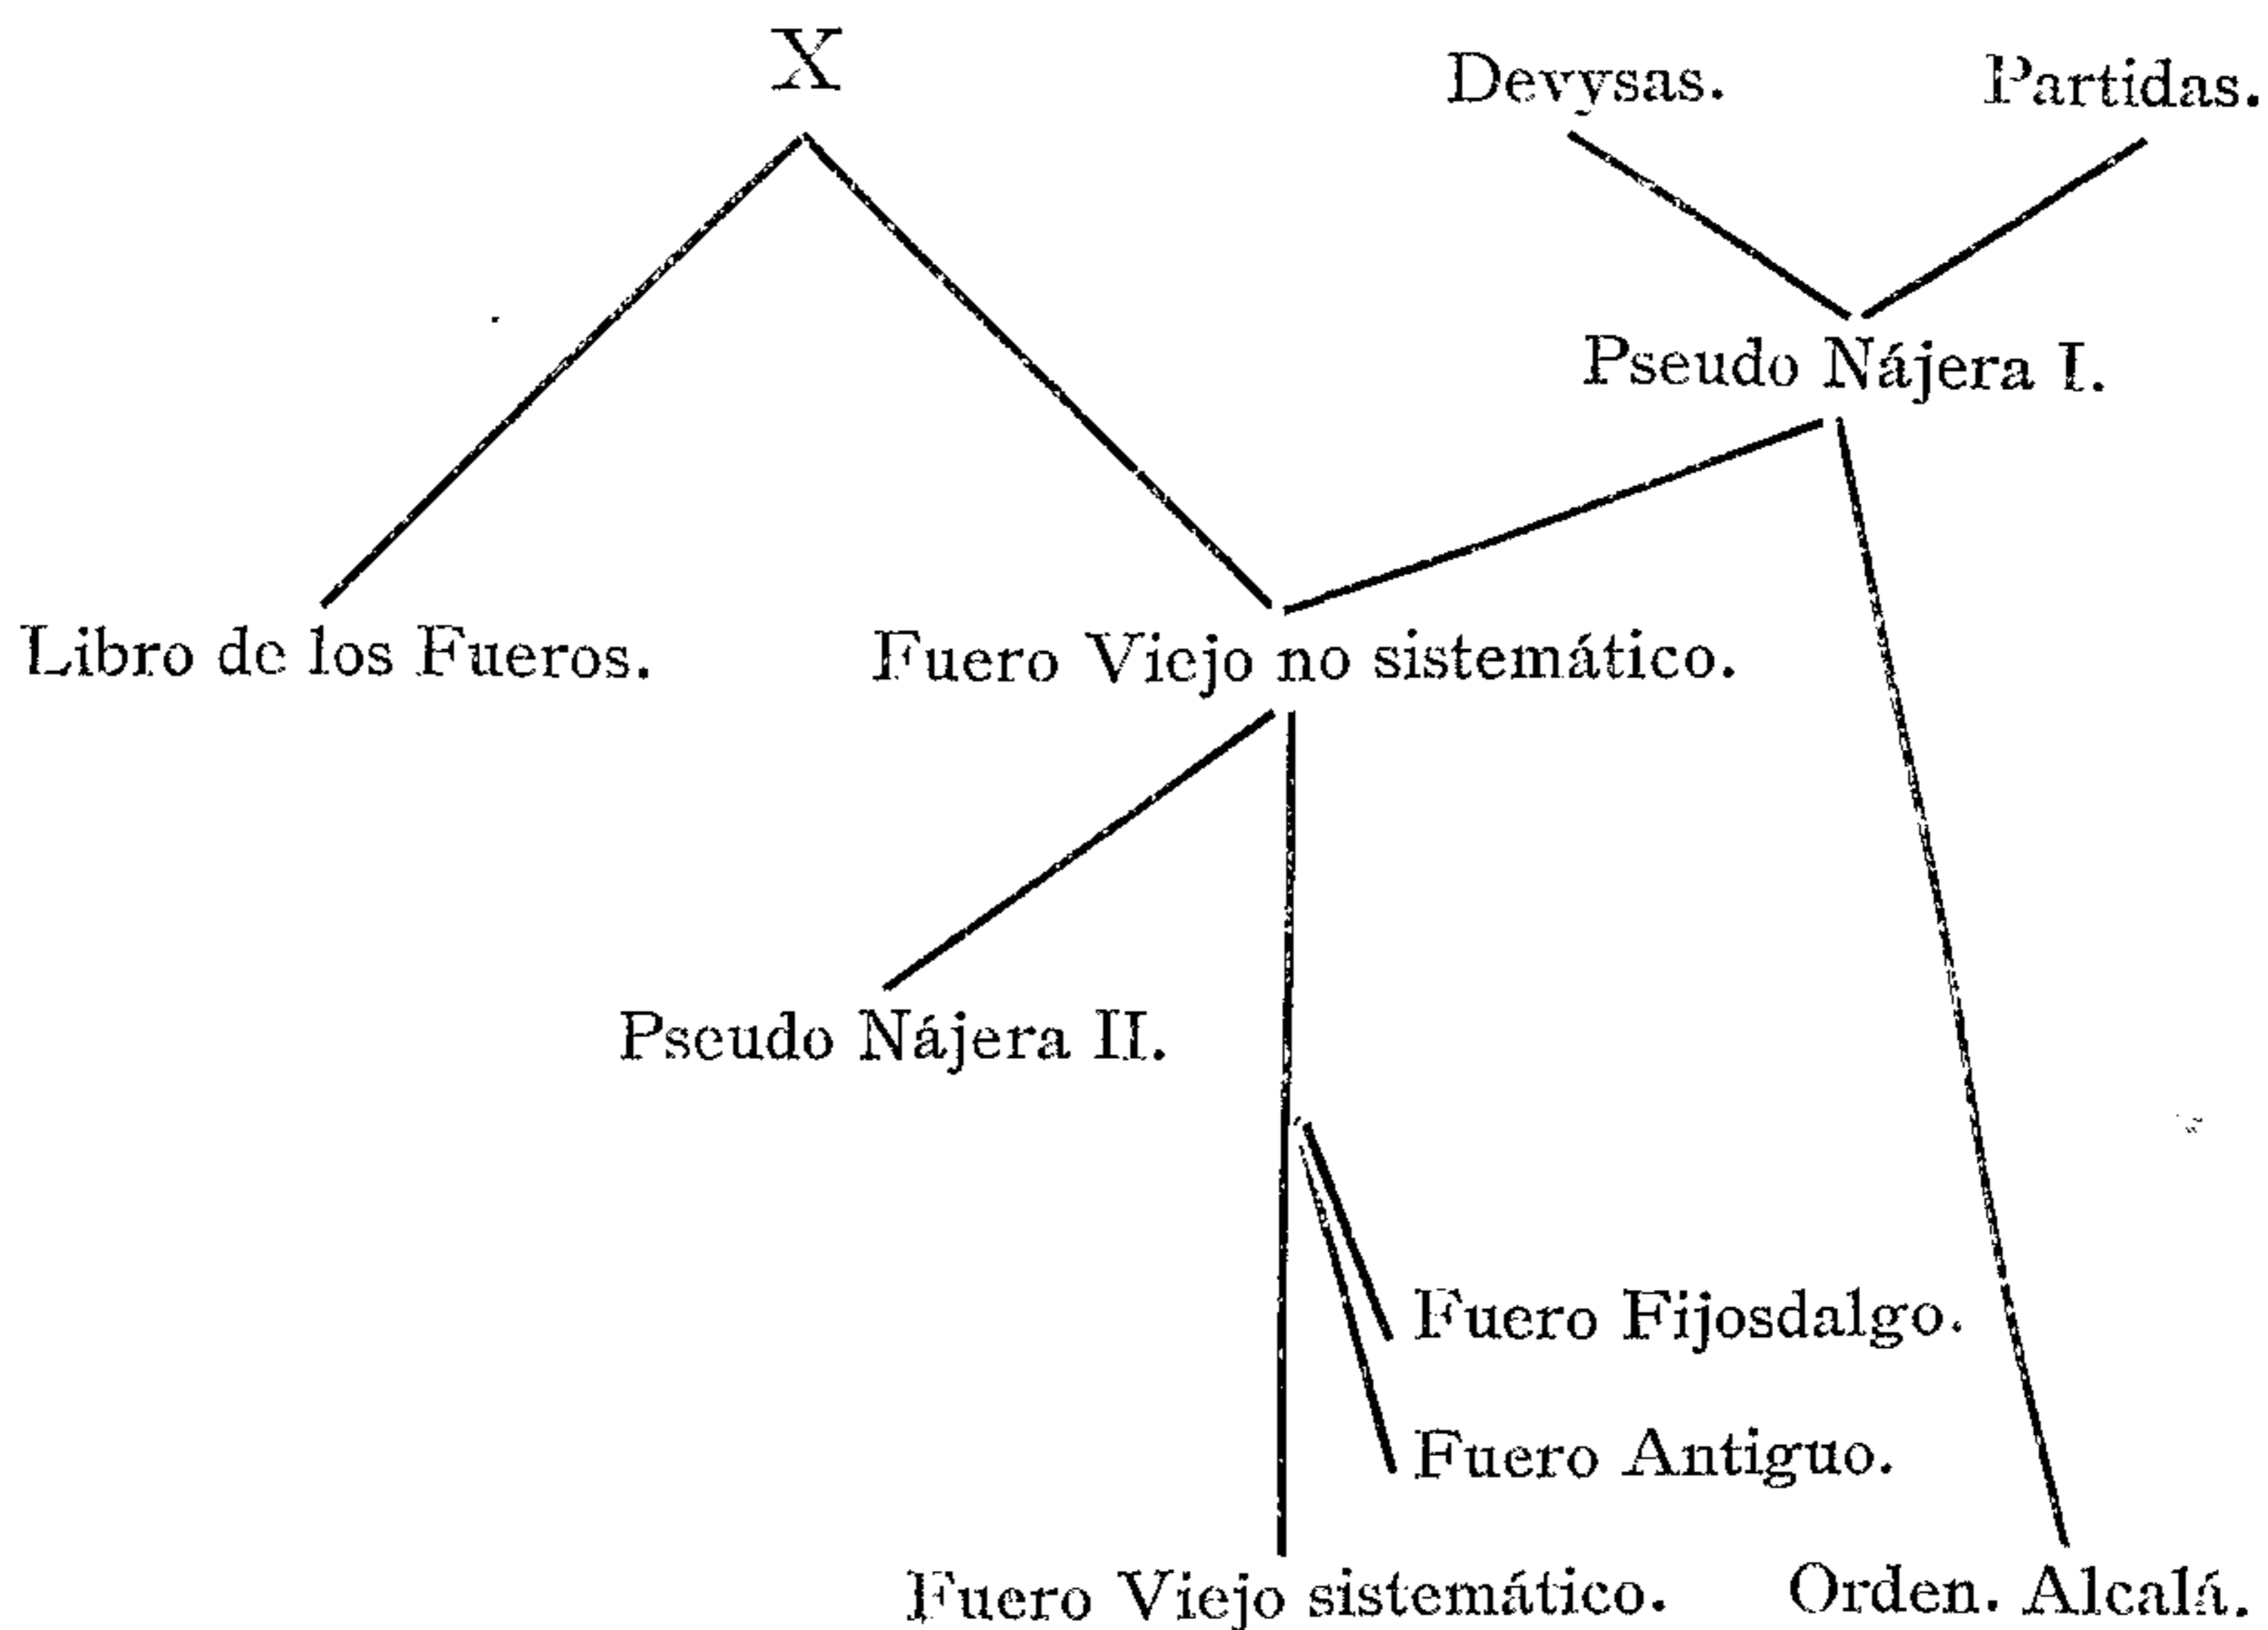 X
Devysas.
Partidas.
Pseudo Nájera I.
Libro de los Fueros.
Fuero Viejo no sistemático.
Pseudo Nájera II.
Fuero Fijosdalgo.
Fuero Antiguo.
Fuero Viejo sistemático.
Orden. Alcalá.